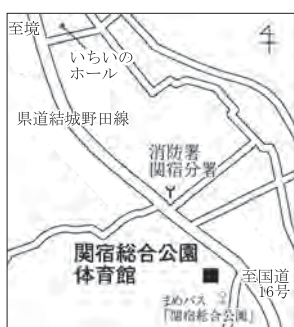 至境
いちいの
ホール
県道結城野田線
消防署
関宿分署
関宿総合公園
体育館
至国道
16号
まめバス
「関宿総合公園」